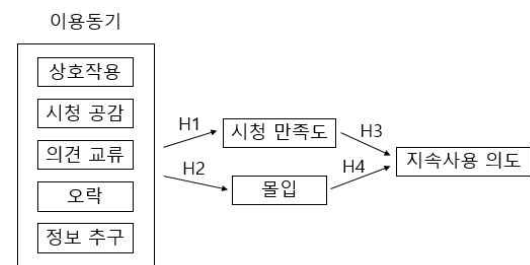 이용동기
상호작용
시청 공감
의견 교류
오락
정보 추구
H1
H2
시청 만족도
몰입
H3
H4
지속사용 의도